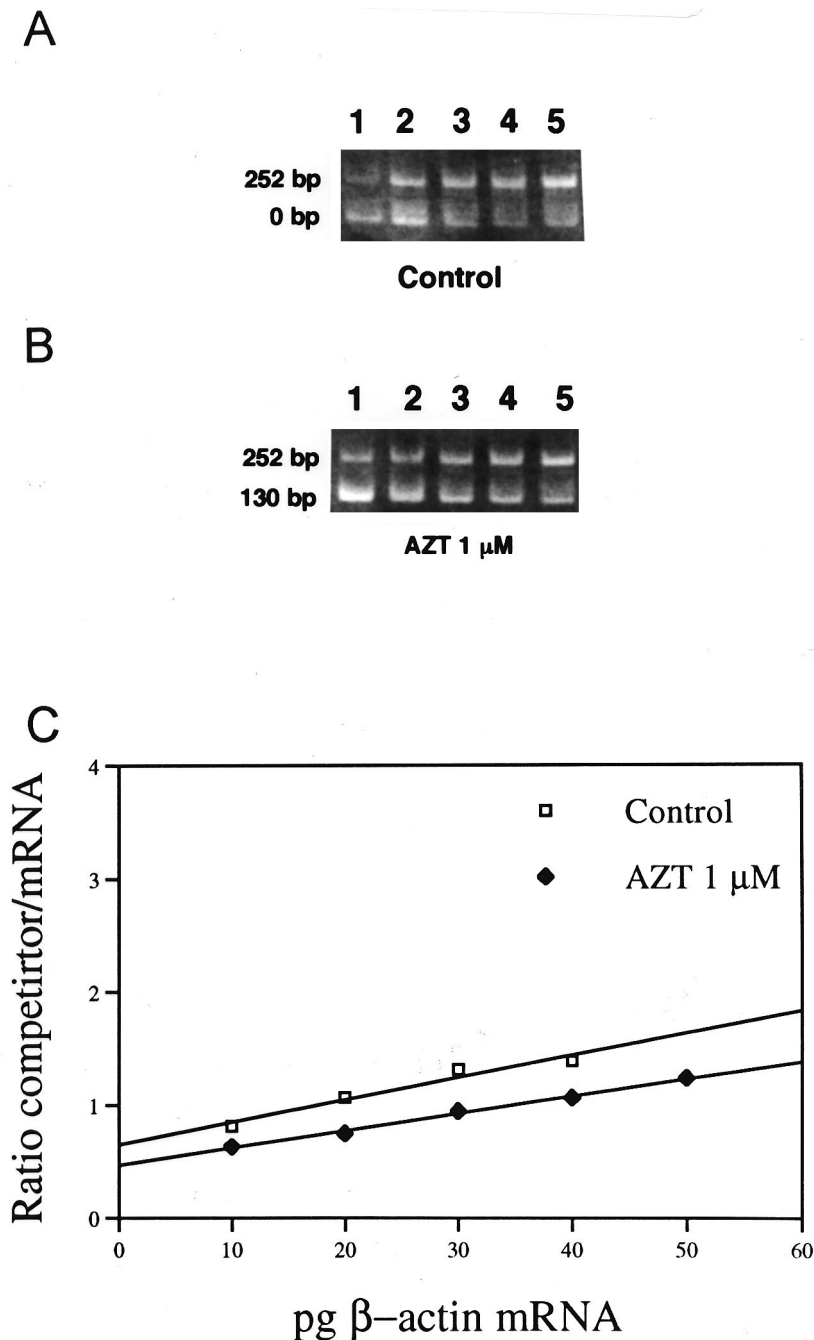 A
1 2 3 4 5
252 bp
0 bp
Control
B
1 2 3 4 5
252 bp
130 bp
AZT 1 μM
C
Ratio competirtor/mRNA
4
3
2
1
0
Control
AZT 1 μM
0 10 20 30 40 50 60
pg β–actin mRNA